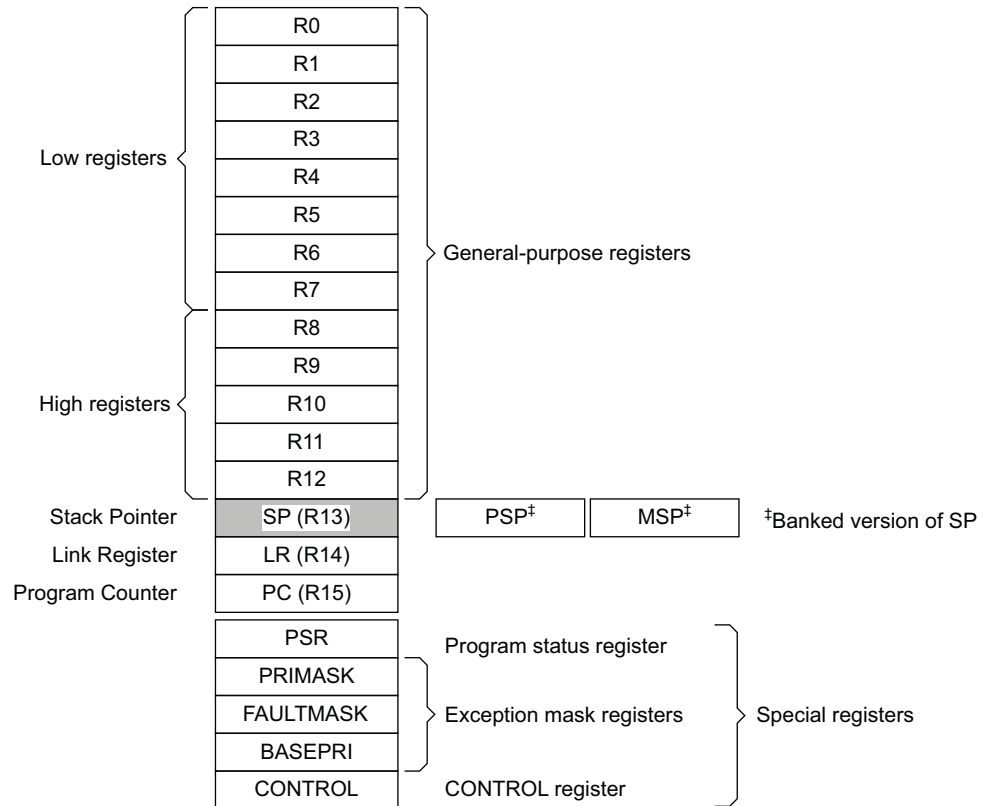 R0
R1
R2
R3
Low registers
R4
R5
R6
General-purpose registers
R7
R8
R9
High registers
R10
R11
R12
Stack Pointer SP (R13) PSP‡ MSP‡ ‡Banked version of SP
Link Register LR (R14)
Program Counter PC (R15)
PSR Program status register
PRIMASK
FAULTMASK Exception mask registers Special registers
BASEPRI
CONTROL CONTROL register